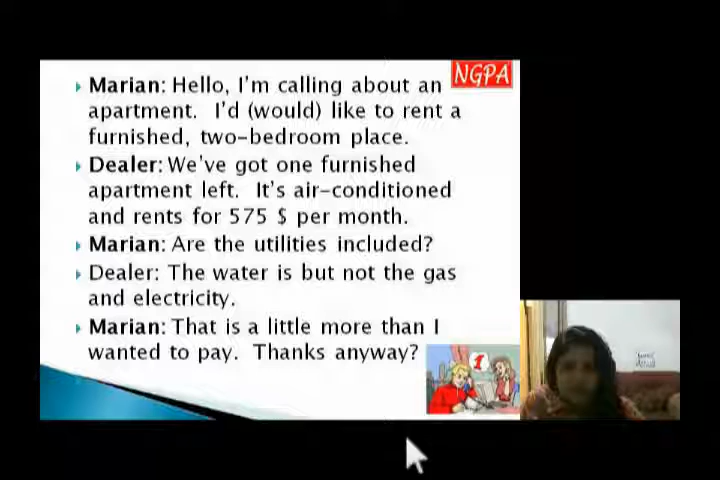 NGPA
Marian: Hello, I'm calling about an
apartment. I'd (would) like to rent a
furnished, two-bedroom place.
Dealer: We've got one furnished
apartment left. It's air-conditioned
and rents for 575 $ per month.
Marian: Are the utilities included?
Dealer: The water is but not the gas
and electricity.
Marian: That is a little more than I
wanted to pay. Thanks anyway?
1